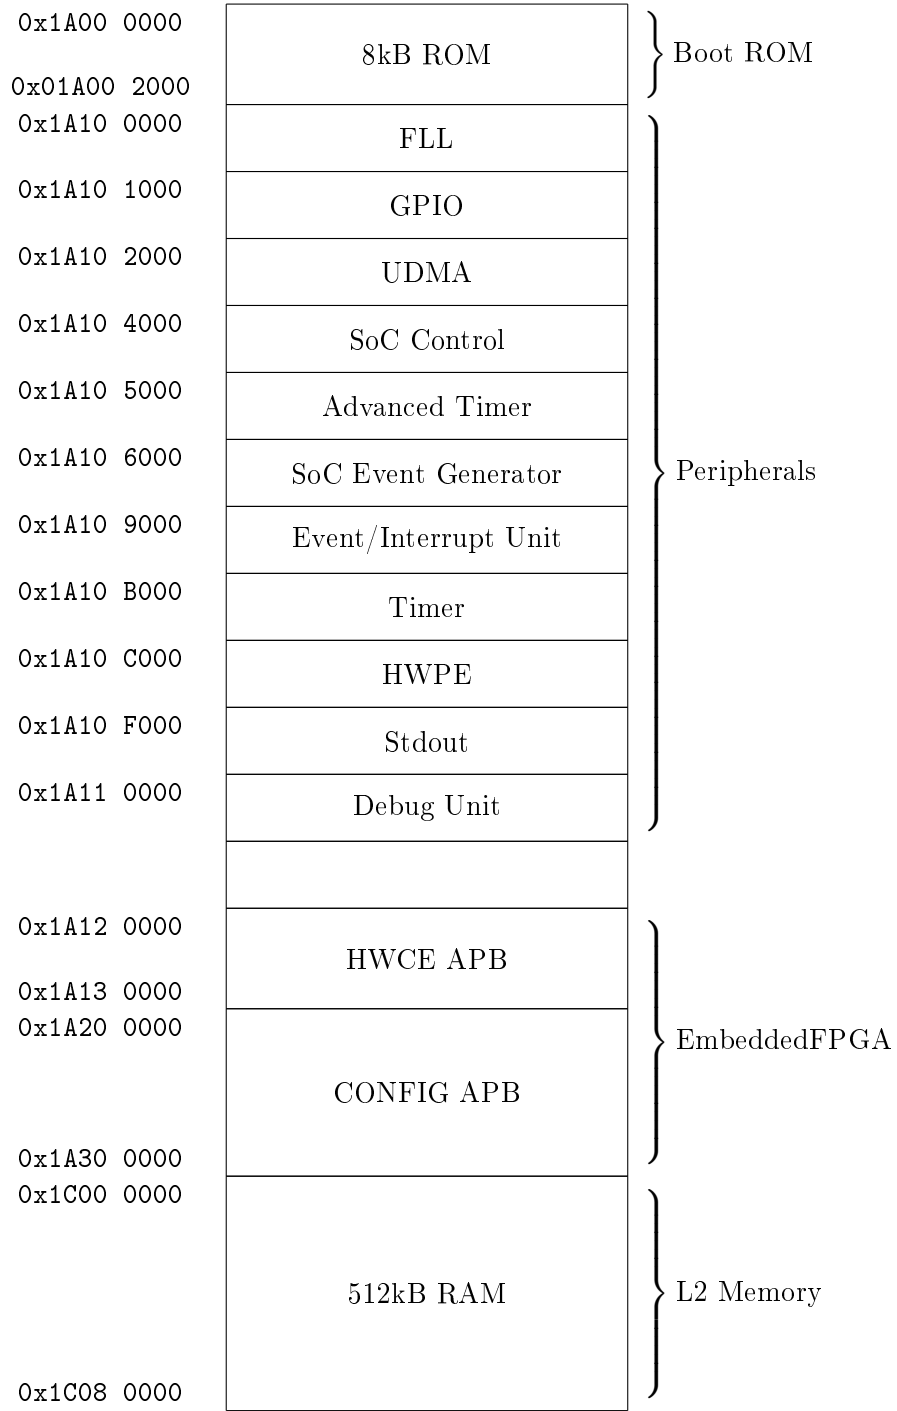 0x1A00 0000
8kB ROM
Boot ROM
0x01A00 2000
0x1A10 0000
FLL
0x1A10 1000
GPIO
0x1A10 2000
UDMA
0x1A10 4000
SoC Control
0x1A10 5000
Advanced Timer
0x1A10 6000
SoC Event Generator
Peripherals
0x1A10 9000
Event/Interrupt Unit
0x1A10 B000
Timer
0x1A10 C000
HWPE
0x1A10 F000
Stdout
0x1A11 0000
Debug Unit
0x1A12 0000
HWCE APB
0x1A13 0000
0x1A20 0000
EmbeddedFPGA
CONFIG APB
0x1A30 0000
0x1C00 0000
512kB RAM
L2 Memory
0x1C08 0000